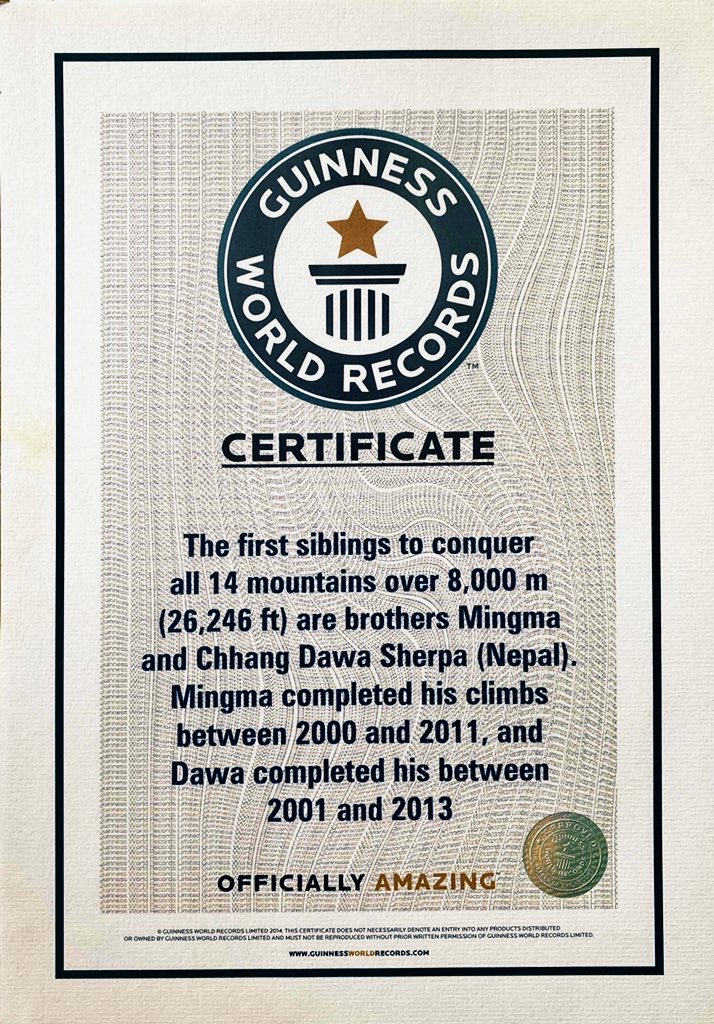 GUINNESS
WORLD RECORDS
™
CERTIFICATE
The first siblings to conquer
all 14 mountains over 8,000 m
(26,246 ft) are brothers Mingma
and Chhang Dawa Sherpa (Nepal).
Mingma completed his climbs
between 2000 and 2011, and
Dawa completed his between
2001 and 2013
OFFICIALLY AMAZING
© GUINNESS WORLD RECORDS LIMITED 2014. THIS CERTIFICATE DOES NOT NECESSARILY DENOTE AN ENTRY INTO ANY PRODUCTS DISTRIBUTED
OR OWNED BY GUINNESS WORLD RECORDS LIMITED AND MUST NOT BE REPRODUCED WITHOUT PRIOR WRITTEN PERMISSION OF GUINNESS WORLD RECORDS LIMITED.
WWW.GUINNESSWORLDRECORDS.COM